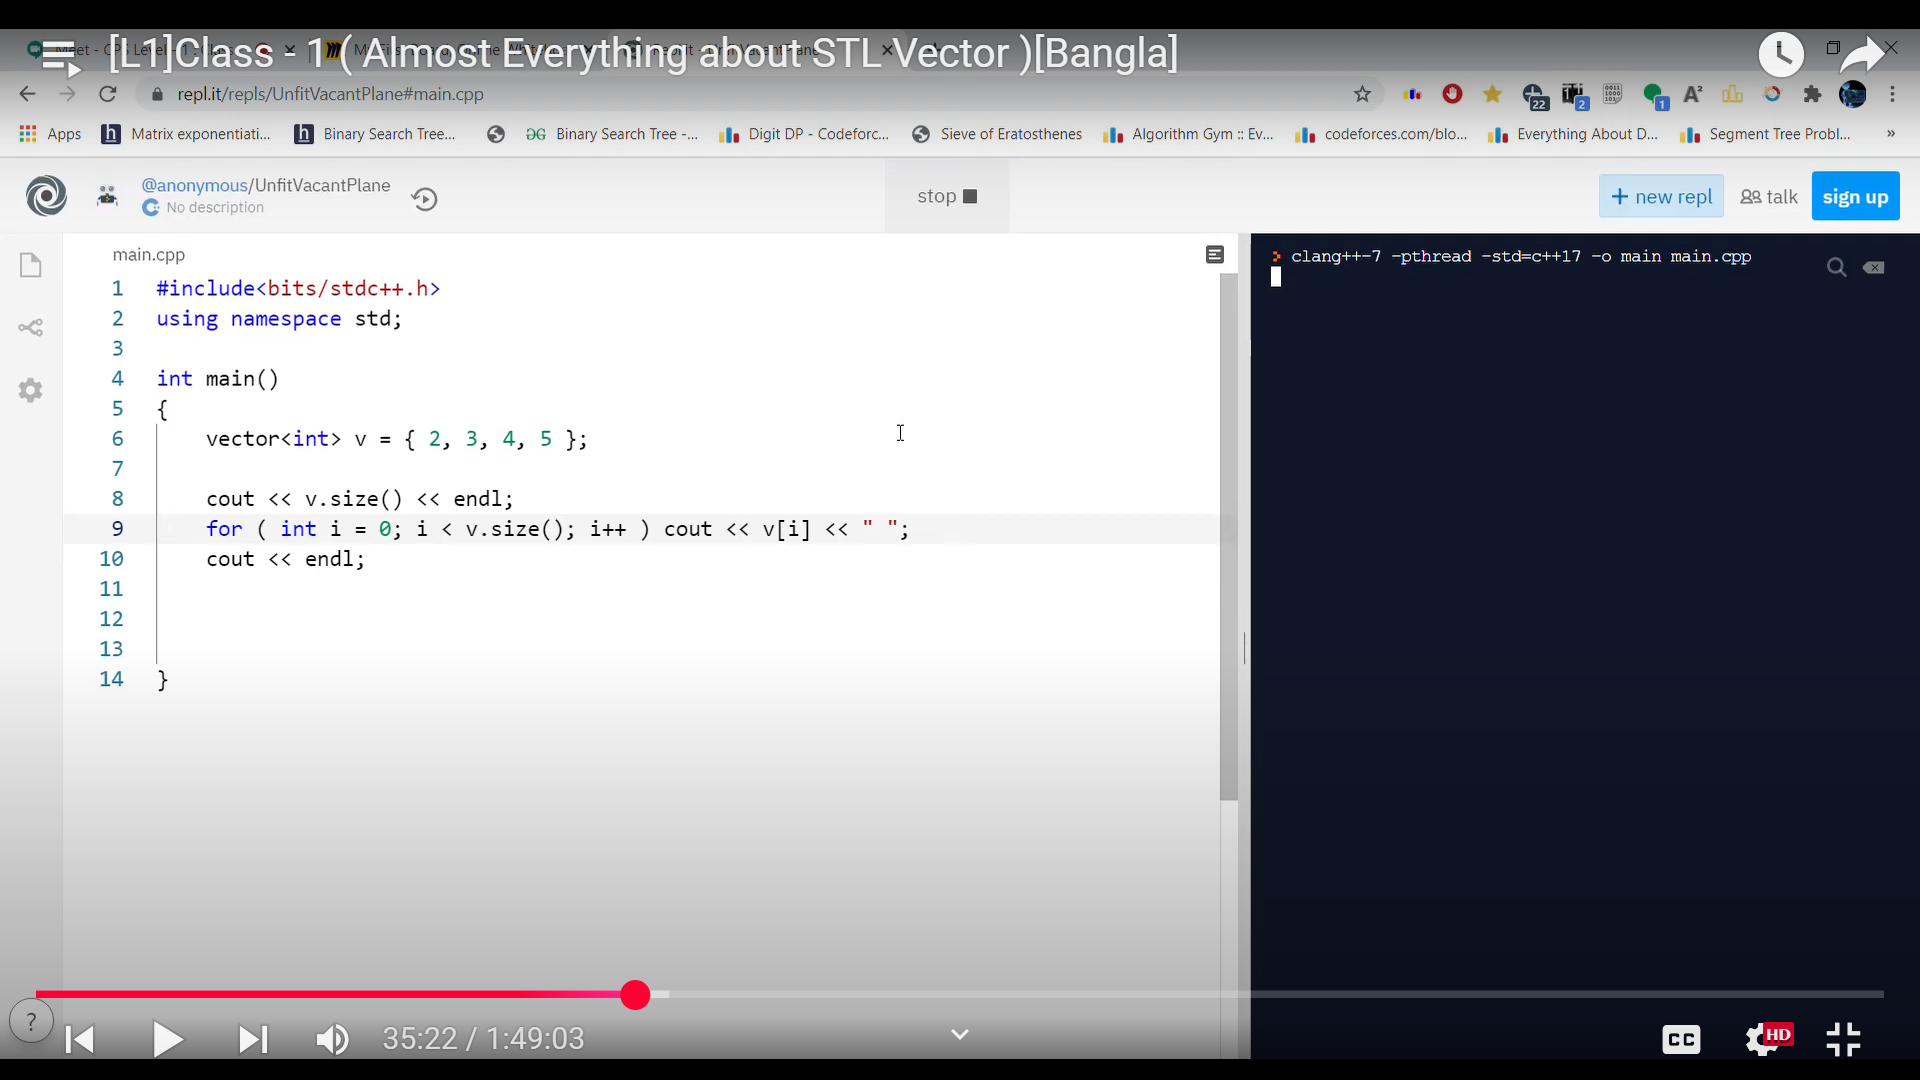 [L1]Class - 1 ( Almost Everything about STL Vector )[Bangla]
repl.it/repls/UnfitVacantPlane#main.cpp
22 2 1 A²
Apps Matrix exponentiati... Binary Search Tree... Binary Search Tree -... Digit DP - Codeforc... Sieve of Eratosthenes Algorithm Gym :: Ev... codeforces.com/blo... Everything About D... Segment Tree Probl... »
@anonymous/UnfitVacantPlane
No description
stop
+ new repl talk sign up
main.cpp
1 #include<bits/stdc++.h>
2 using namespace std;
3
4 int main()
5 {
6 vector<int> v = { 2, 3, 4, 5 };
7
8 cout << v.size() << endl;
9 for ( int i = 0; i < v.size(); i++ ) cout << v[i] << " ";
10 cout << endl;
11
12
13
14 }
clang++-7 -pthread -std=c++17 -o main main.cpp
?
35:22 / 1:49:03
CC HD